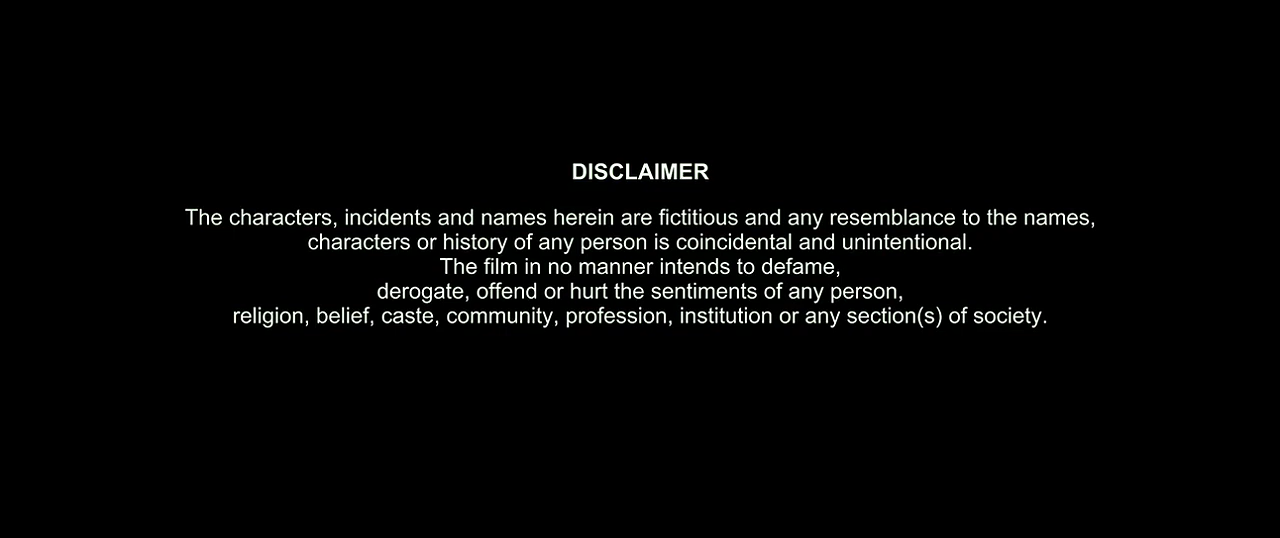 DISCLAIMER
The characters, incidents and names herein are fictitious and any resemblance to the names,
characters or history of any person is coincidental and unintentional.
The film in no manner intends to defame,
derogate, offend or hurt the sentiments of any person,
religion, belief, caste, community, profession, institution or any section(s) of society.